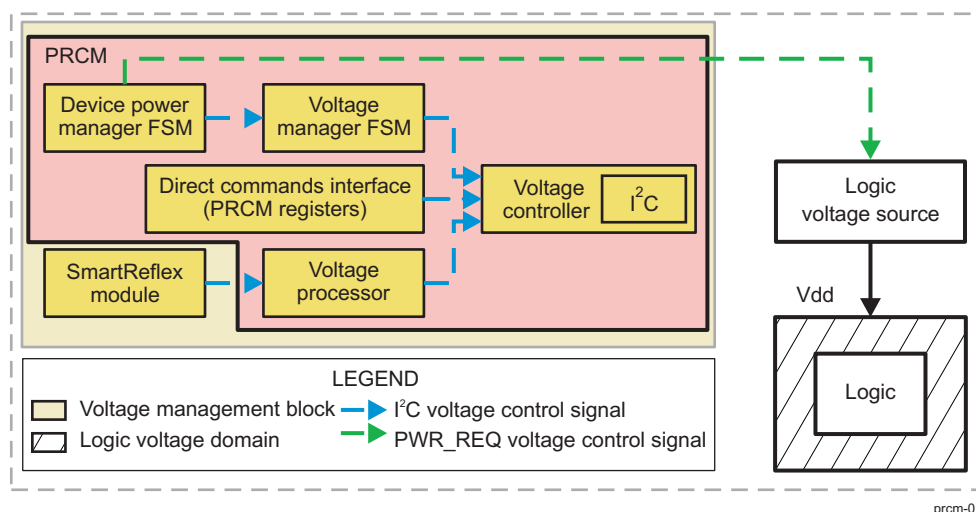 PRCM
Device power
manager FSM
Voltage
manager FSM
Direct commands interface
(PRCM registers)
Voltage
controller
I²C
SmartReflex
module
Voltage
processor
Logic
voltage source
Vdd
Logic
LEGEND
Voltage management block
I²C voltage control signal
Logic voltage domain
PWR_REQ voltage control signal
prcm-0